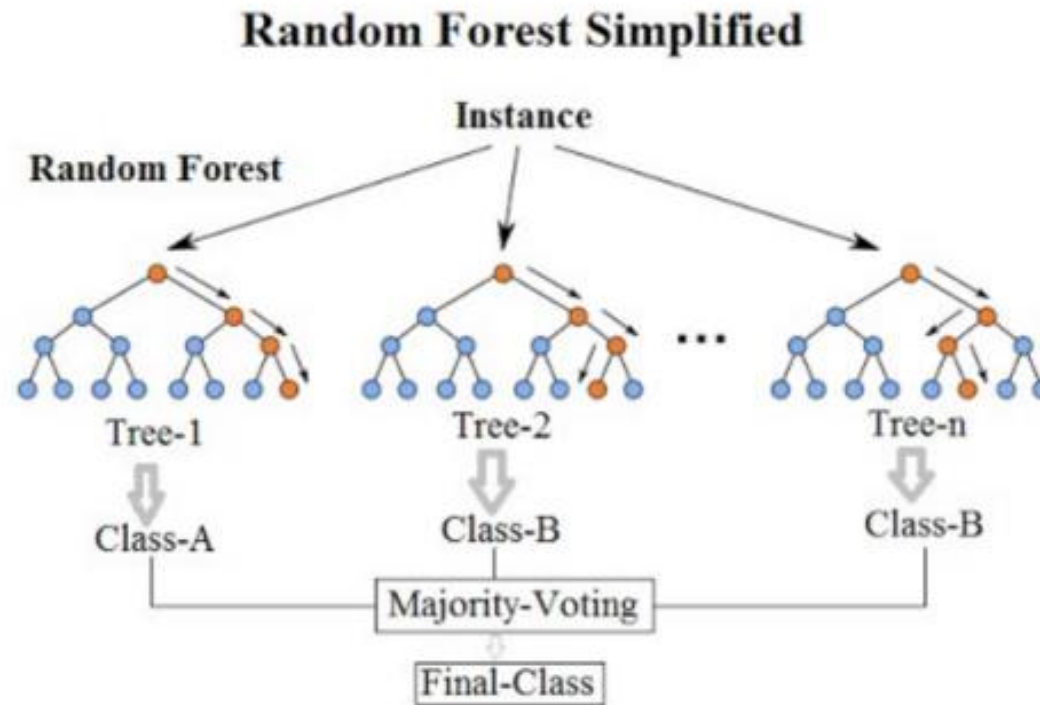 Random Forest Simplified
Instance
Random Forest
...
Tree-1
Tree-2
Tree-n
Class-A
Class-B
Class-B
Majority-Voting
Final-Class